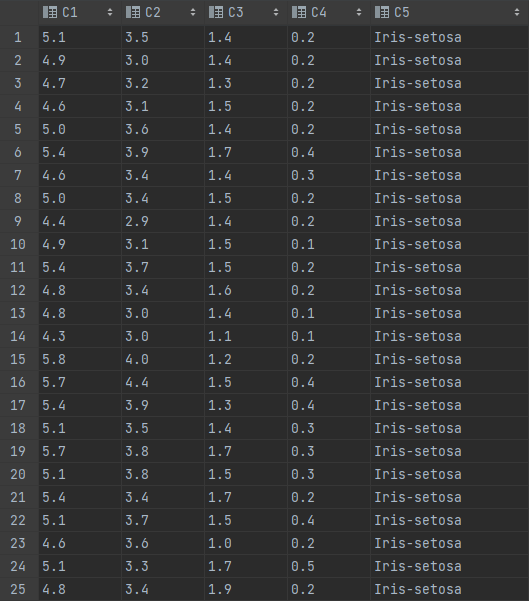 C1 C2 C3 C4 C5
1 5.1 3.5 1.4 0.2 Iris-setosa
2 4.9 3.0 1.4 0.2 Iris-setosa
3 4.7 3.2 1.3 0.2 Iris-setosa
4 4.6 3.1 1.5 0.2 Iris-setosa
5 5.0 3.6 1.4 0.2 Iris-setosa
6 5.4 3.9 1.7 0.4 Iris-setosa
7 4.6 3.4 1.4 0.3 Iris-setosa
8 5.0 3.4 1.5 0.2 Iris-setosa
9 4.4 2.9 1.4 0.2 Iris-setosa
10 4.9 3.1 1.5 0.1 Iris-setosa
11 5.4 3.7 1.5 0.2 Iris-setosa
12 4.8 3.4 1.6 0.2 Iris-setosa
13 4.8 3.0 1.4 0.1 Iris-setosa
14 4.3 3.0 1.1 0.1 Iris-setosa
15 5.8 4.0 1.2 0.2 Iris-setosa
16 5.7 4.4 1.5 0.4 Iris-setosa
17 5.4 3.9 1.3 0.4 Iris-setosa
18 5.1 3.5 1.4 0.3 Iris-setosa
19 5.7 3.8 1.7 0.3 Iris-setosa
20 5.1 3.8 1.5 0.3 Iris-setosa
21 5.4 3.4 1.7 0.2 Iris-setosa
22 5.1 3.7 1.5 0.4 Iris-setosa
23 4.6 3.6 1.0 0.2 Iris-setosa
24 5.1 3.3 1.7 0.5 Iris-setosa
25 4.8 3.4 1.9 0.2 Iris-setosa